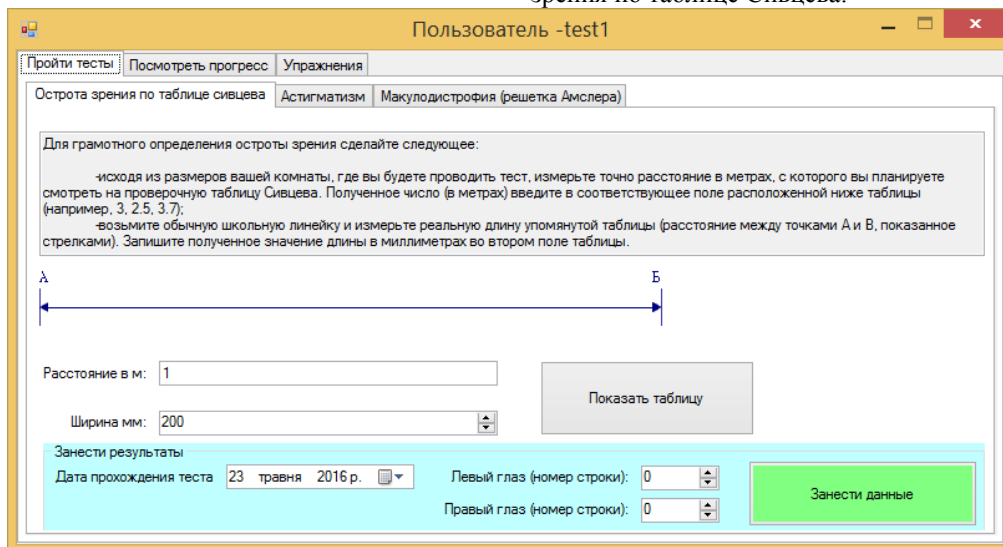 зрения по таблице Сивцева.
Пользователь -test1
Пройти тесты Посмотреть прогресс Упражнения
Острота зрения по таблице сивцева Астигматизм Макулодистрофия (решетка Амслера)
Для грамотного определения остроты зрения сделайте следующее:
-исходя из размеров вашей комнаты, где вы будете проводить тест, измерьте точно расстояние в метрах, с которого вы планируете
смотреть на проверочную таблицу Сивцева. Полученное число (в метрах) введите в соответствующее поле расположенной ниже таблицы
(например, 3, 2.5, 3.7);
-возьмите обычную школьную линейку и измерьте реальную длину упомянутой таблицы (расстояние между точками А и В, показанное
стрелками). Запишите полученное значение длины в миллиметрах во втором поле таблицы.
А Б
Расстояние в м: 1
Показать таблицу
Ширина мм: 200
Занести результаты
Дата прохождения теста 23 травня 2016 р. Левый глаз (номер строки): 0
Занести данные
Правый глаз (номер строки): 0